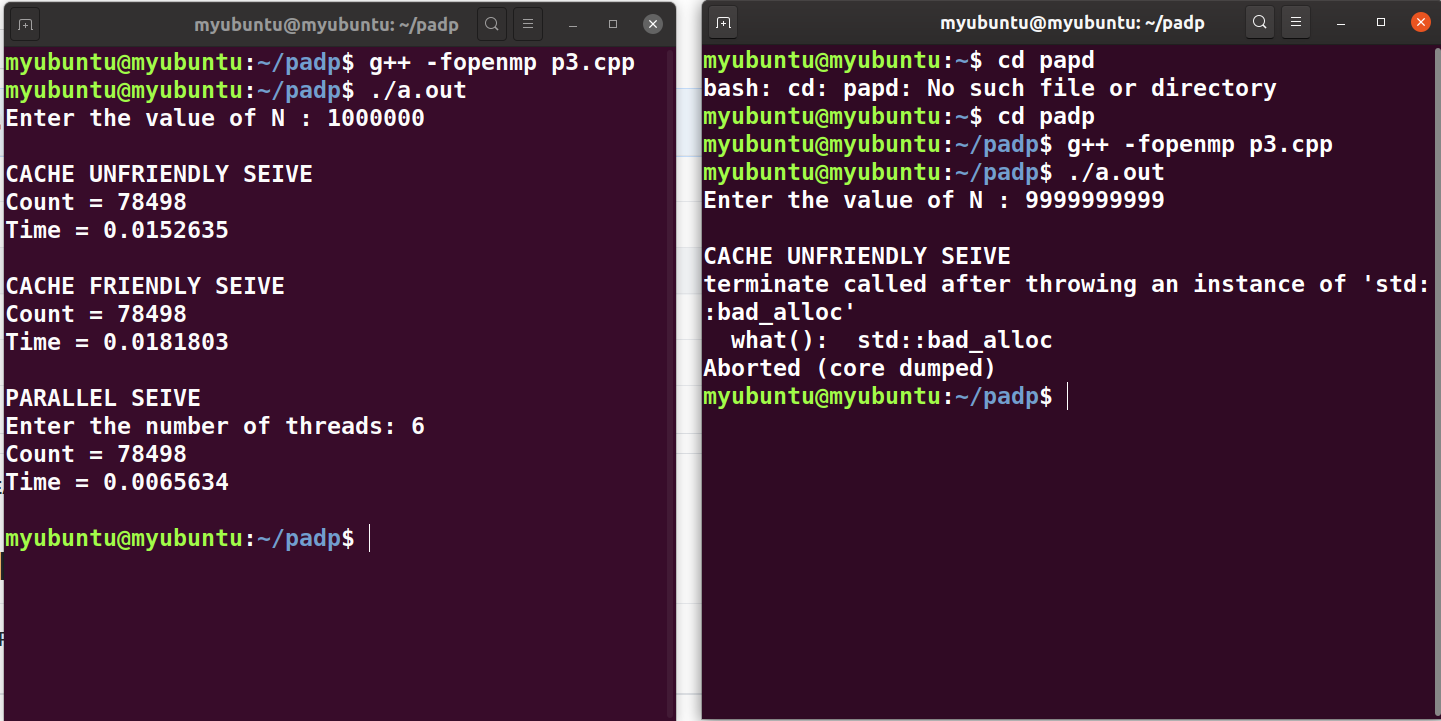 myubuntu@myubuntu: ~/padp
myubuntu@myubuntu:~/padp$ g++ -fopenmp p3.cpp
myubuntu@myubuntu:~/padp$ ./a.out
Enter the value of N : 1000000
CACHE UNFRIENDLY SEIVE
Count = 78498
Time = 0.0152635
CACHE FRIENDLY SEIVE
Count = 78498
Time = 0.0181803
PARALLEL SEIVE
Enter the number of threads: 6
Count = 78498
Time = 0.0065634
myubuntu@myubuntu:~/padp$
myubuntu@myubuntu: ~/padp
myubuntu@myubuntu:~$ cd papd
bash: cd: papd: No such file or directory
myubuntu@myubuntu:~$ cd padp
myubuntu@myubuntu:~/padp$ g++ -fopenmp p3.cpp
myubuntu@myubuntu:~/padp$ ./a.out
Enter the value of N : 9999999999
CACHE UNFRIENDLY SEIVE
terminate called after throwing an instance of 'std:
:bad_alloc'
what():  std::bad_alloc
Aborted (core dumped)
myubuntu@myubuntu:~/padp$